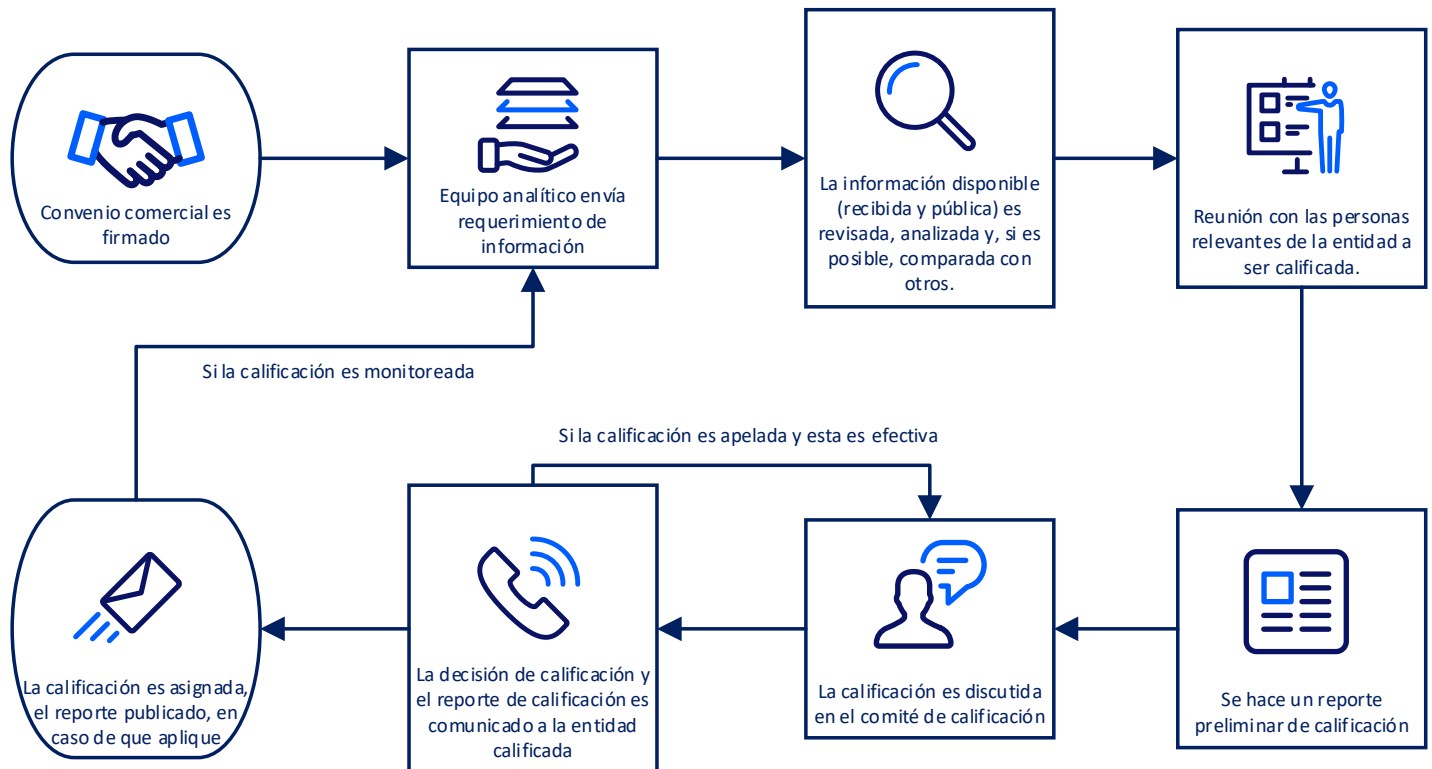 Convenio comercial es
firmado
Equipo analítico envía
requerimiento de
información
La información disponible
(recibida y pública) es
revisada, analizada y, si es
posible, comparada con
otros.
Reunión con las personas
relevantes de la entidad a
ser calificada.
Si la calificación es monitoreada
Si la calificación es apelada y esta es efectiva
La calificación es asignada,
el reporte publicado, en
caso de que aplique
La decisión de calificación y
el reporte de calificación es
comunicado a la entidad
calificada
La calificación es discutida
en el comité de calificación
Se hace un reporte
preliminar de calificación